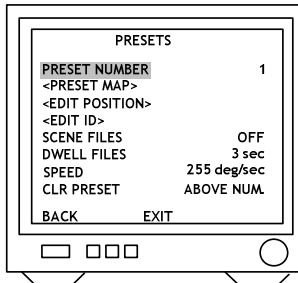 PRESETS
PRESET NUMBER 1
<PRESET MAP>
<EDIT POSITION>
<EDIT ID>
SCENE FILES OFF
DWELL FILES 3 sec
SPEED 255 deg/sec
CLR PRESET ABOVE NUM.
BACK EXIT